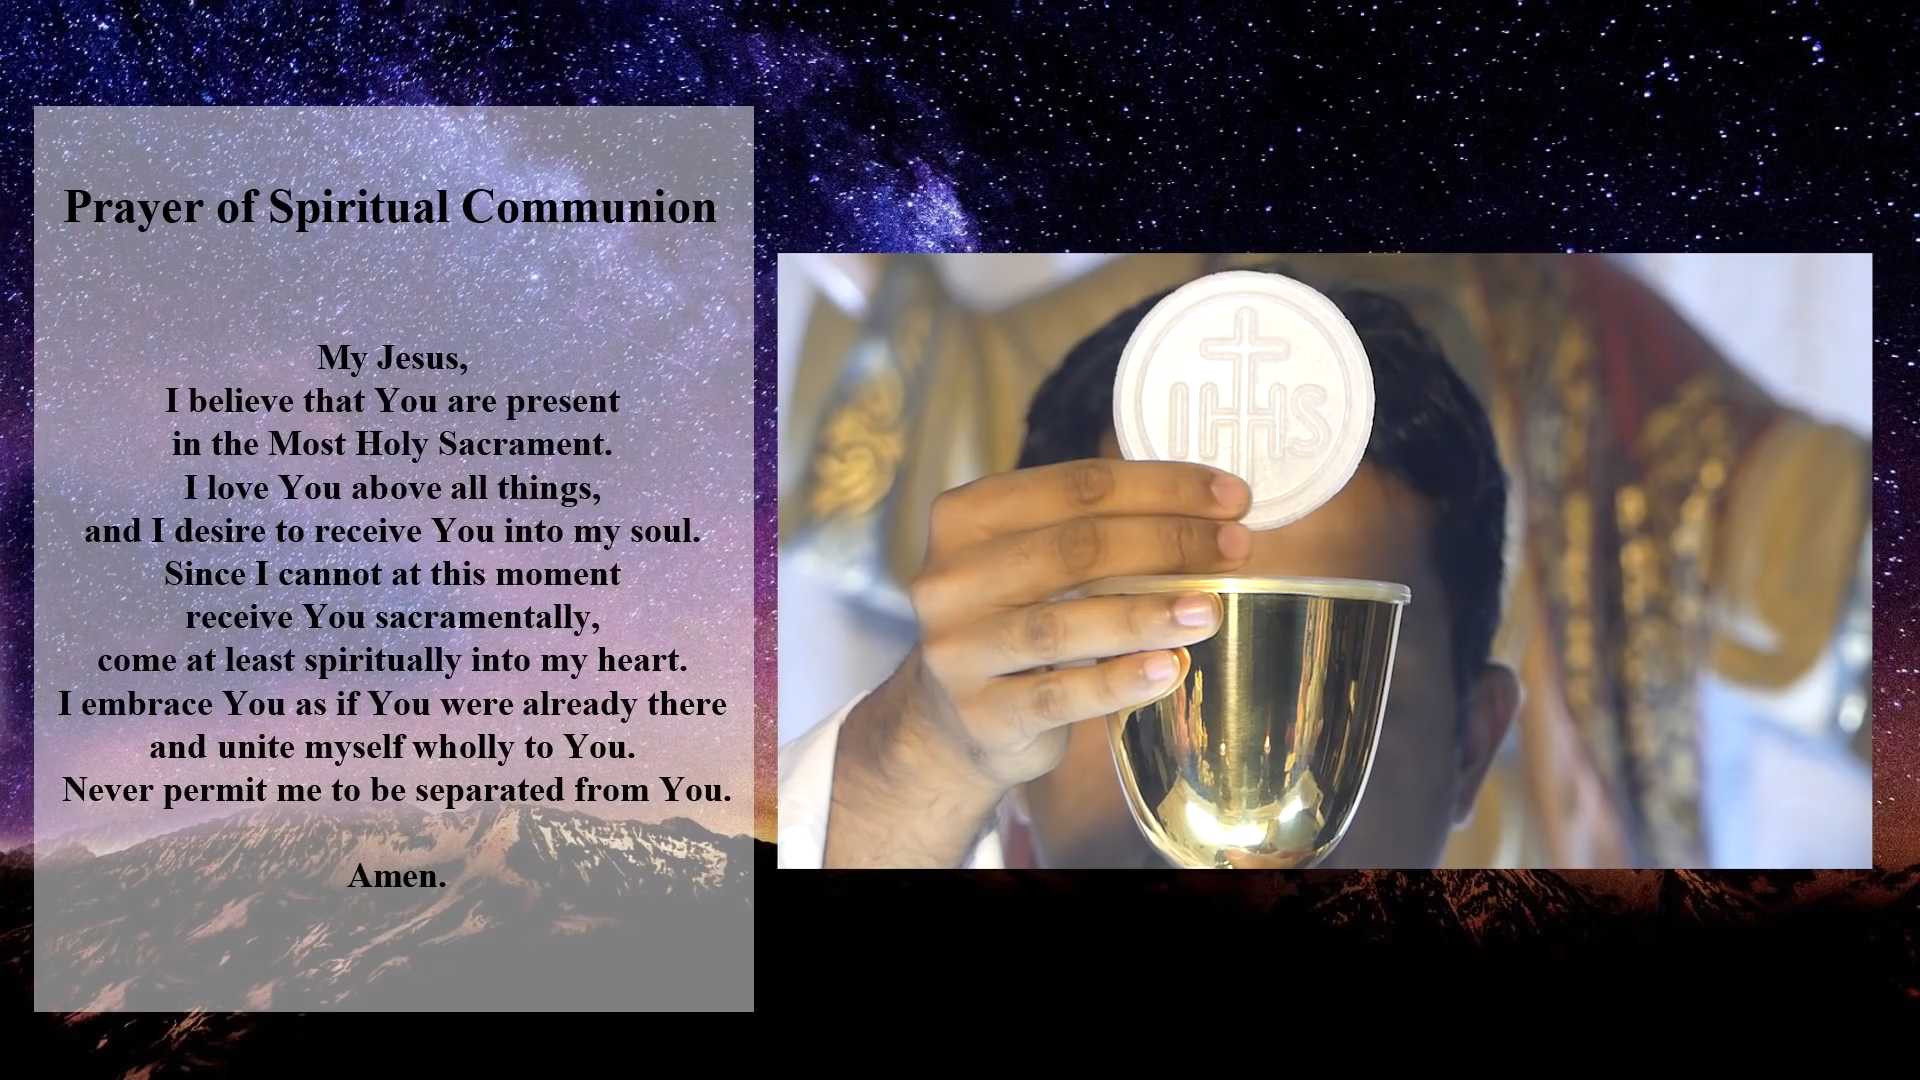 Prayer of Spiritual Communion
My Jesus,
I believe that You are present
in the Most Holy Sacrament.
I love You above all things,
and I desire to receive You into my soul.
Since I cannot at this moment
receive You sacramentally,
come at least spiritually into my heart.
I embrace You as if You were already there
and unite myself wholly to You.
Never permit me to be separated from You.
Amen.
IHS